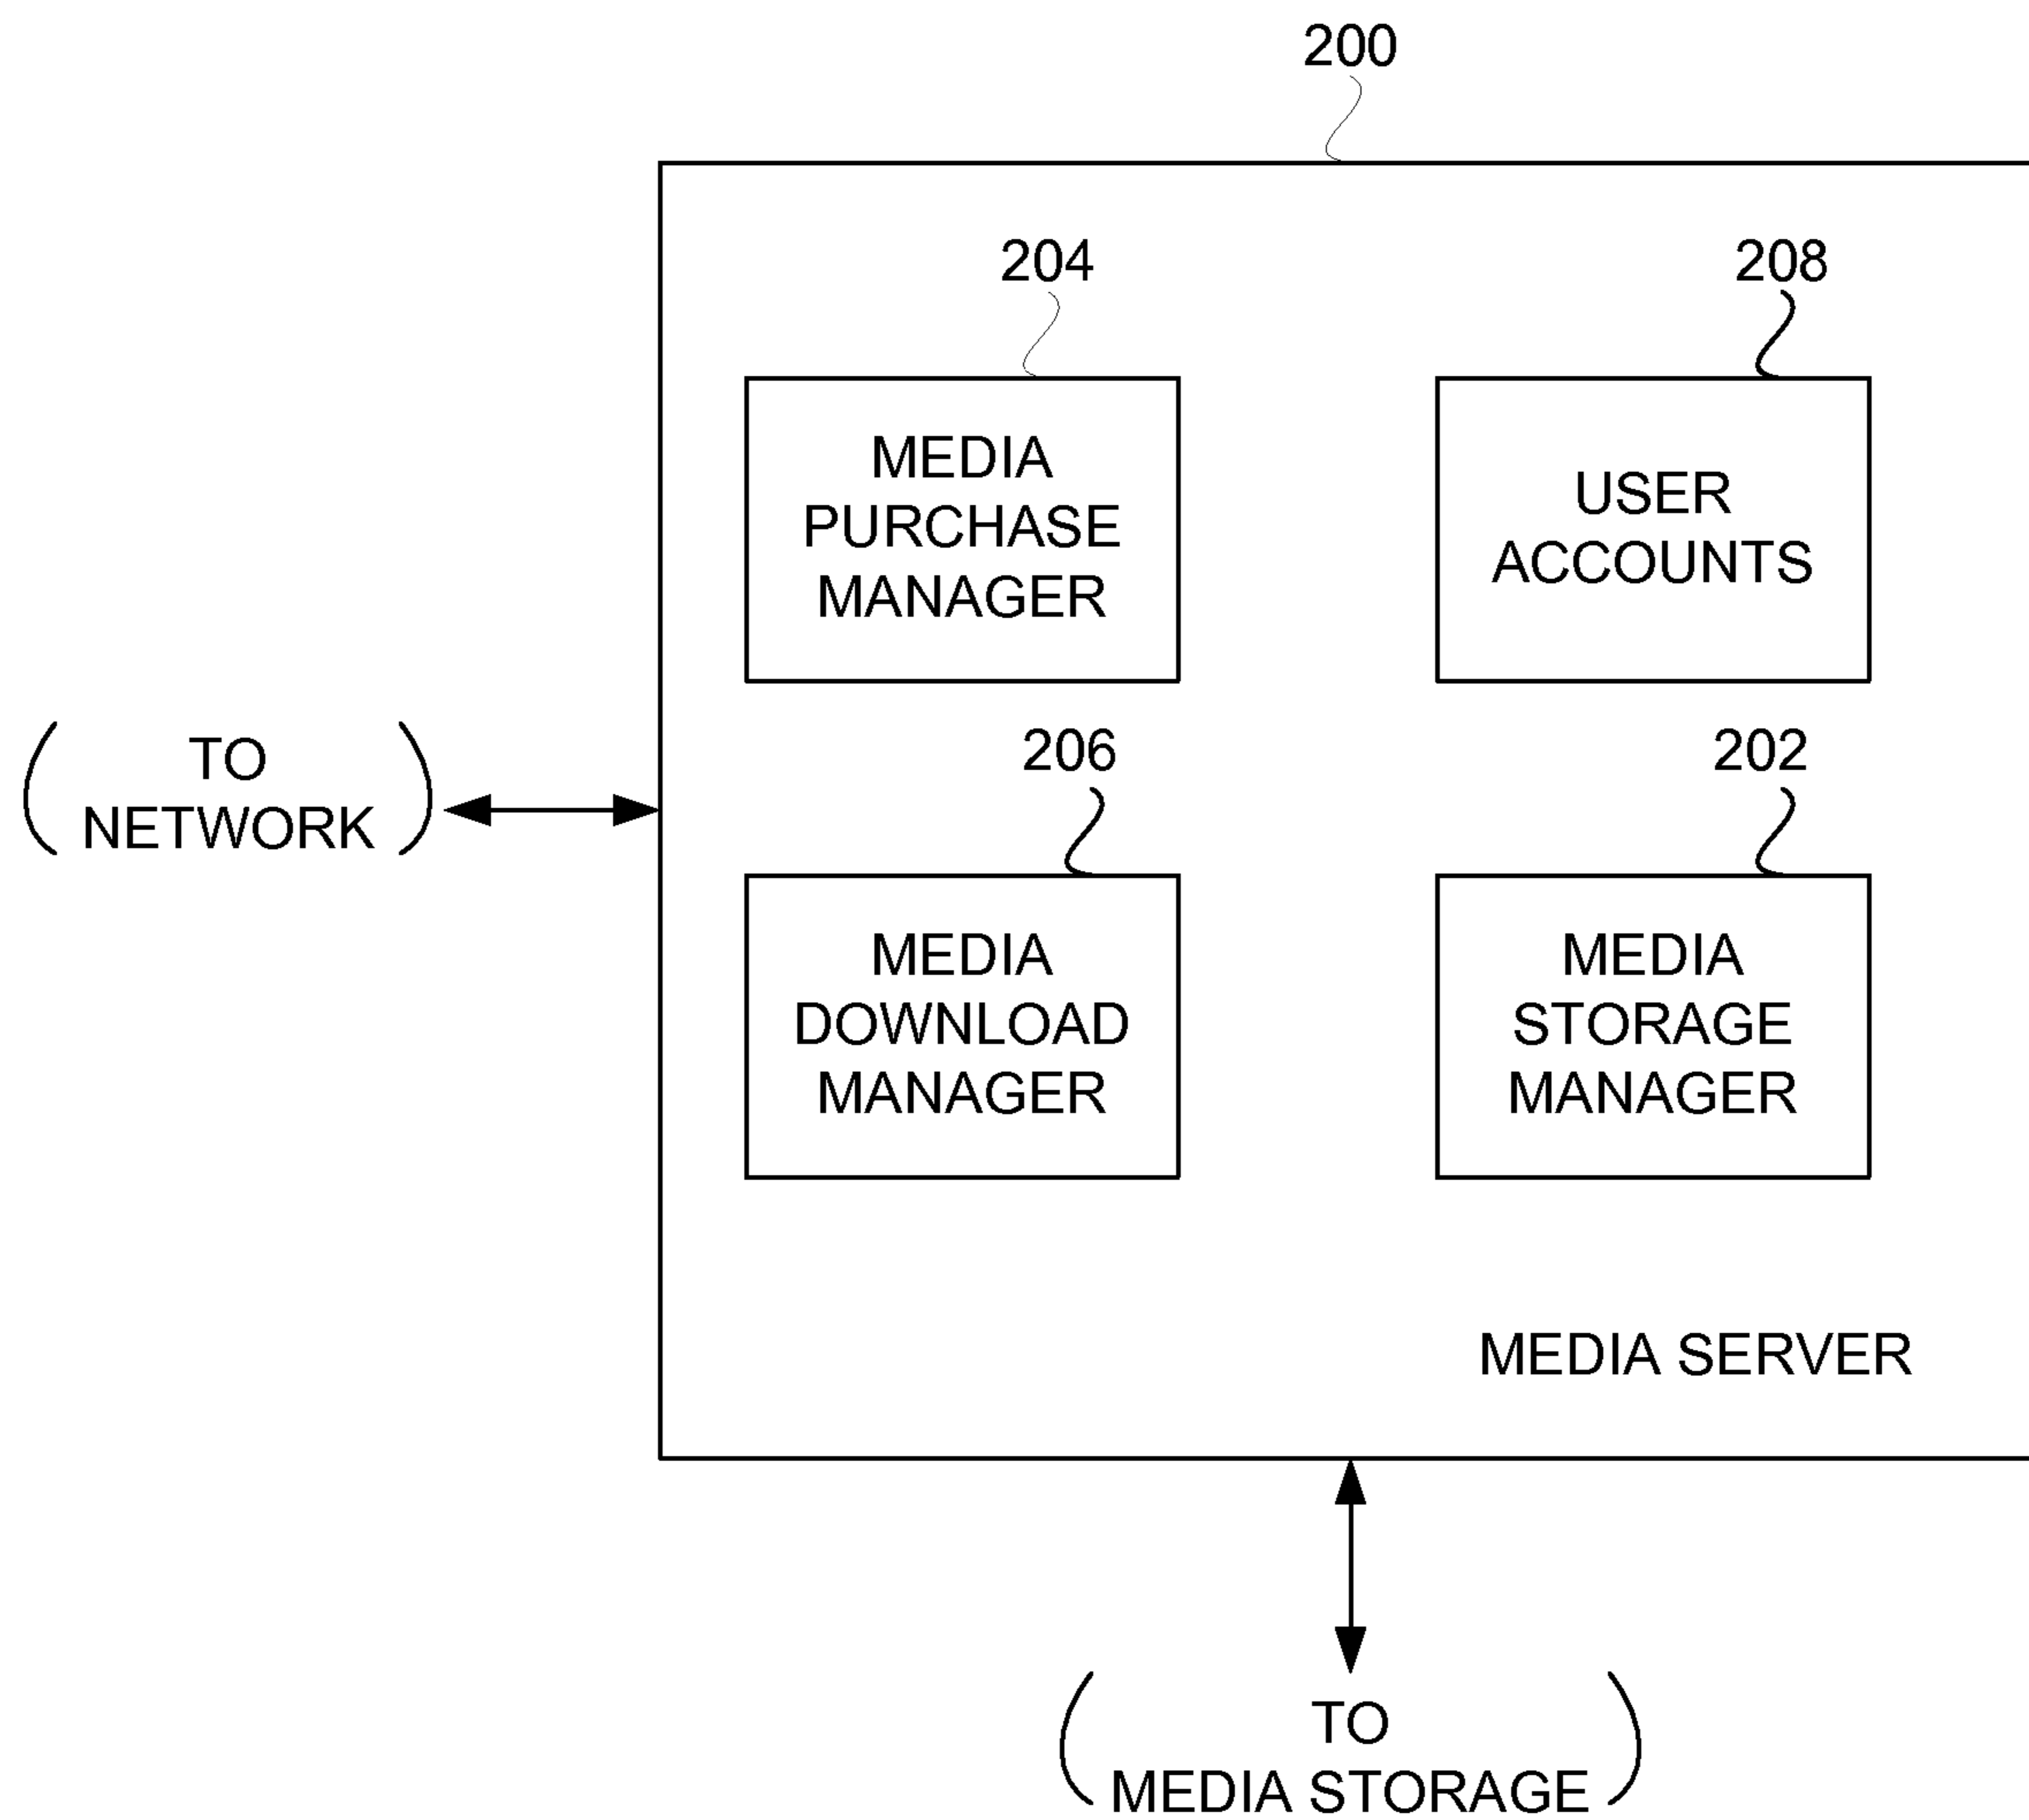 200
204
208
MEDIA
PURCHASE
MANAGER
USER
ACCOUNTS
( TO
NETWORK )
206
202
MEDIA
DOWNLOAD
MANAGER
MEDIA
STORAGE
MANAGER
MEDIA SERVER
( TO
MEDIA STORAGE )